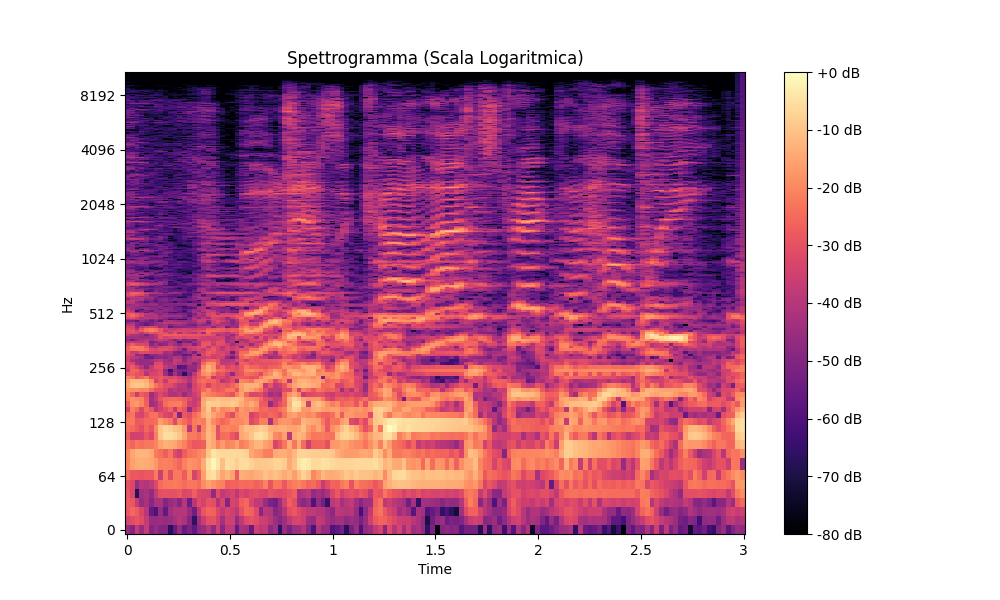 Spettrogramma (Scala Logaritmica)
Hz
8192
4096
2048
1024
512
256
128
64
0
0 0.5 1 1.5 2 2.5 3
Time
+0 dB
-10 dB
-20 dB
-30 dB
-40 dB
-50 dB
-60 dB
-70 dB
-80 dB